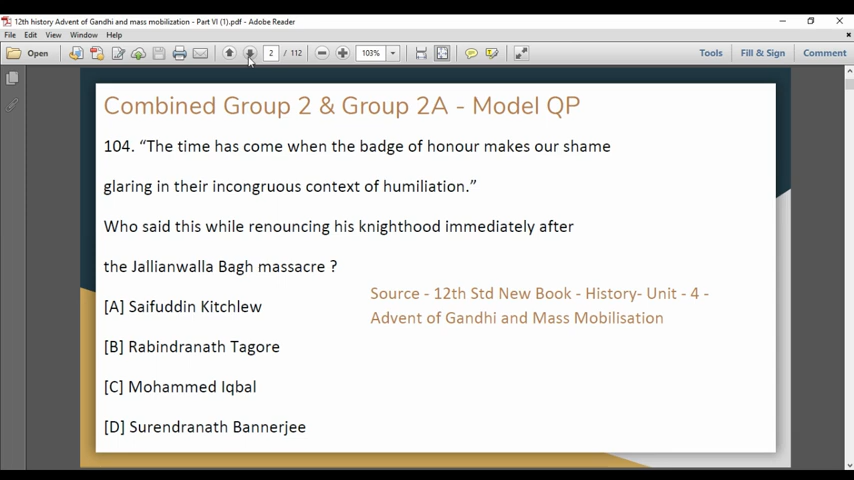 12th history Advent of Gandhi and mass mobilization - Part VI (1).pdf - Adobe Reader
File Edit View Window Help
Open 2 / 112 103% Tools Fill & Sign Comment
Combined Group 2 & Group 2A - Model QP
104. “The time has come when the badge of honour makes our shame
glaring in their incongruous context of humiliation.”
Who said this while renouncing his knighthood immediately after
the Jallianwalla Bagh massacre ?
[A] Saifuddin Kitchlew
[B] Rabindranath Tagore
[C] Mohammed Iqbal
[D] Surendranath Bannerjee
Source - 12th Std New Book - History- Unit - 4 -
Advent of Gandhi and Mass Mobilisation